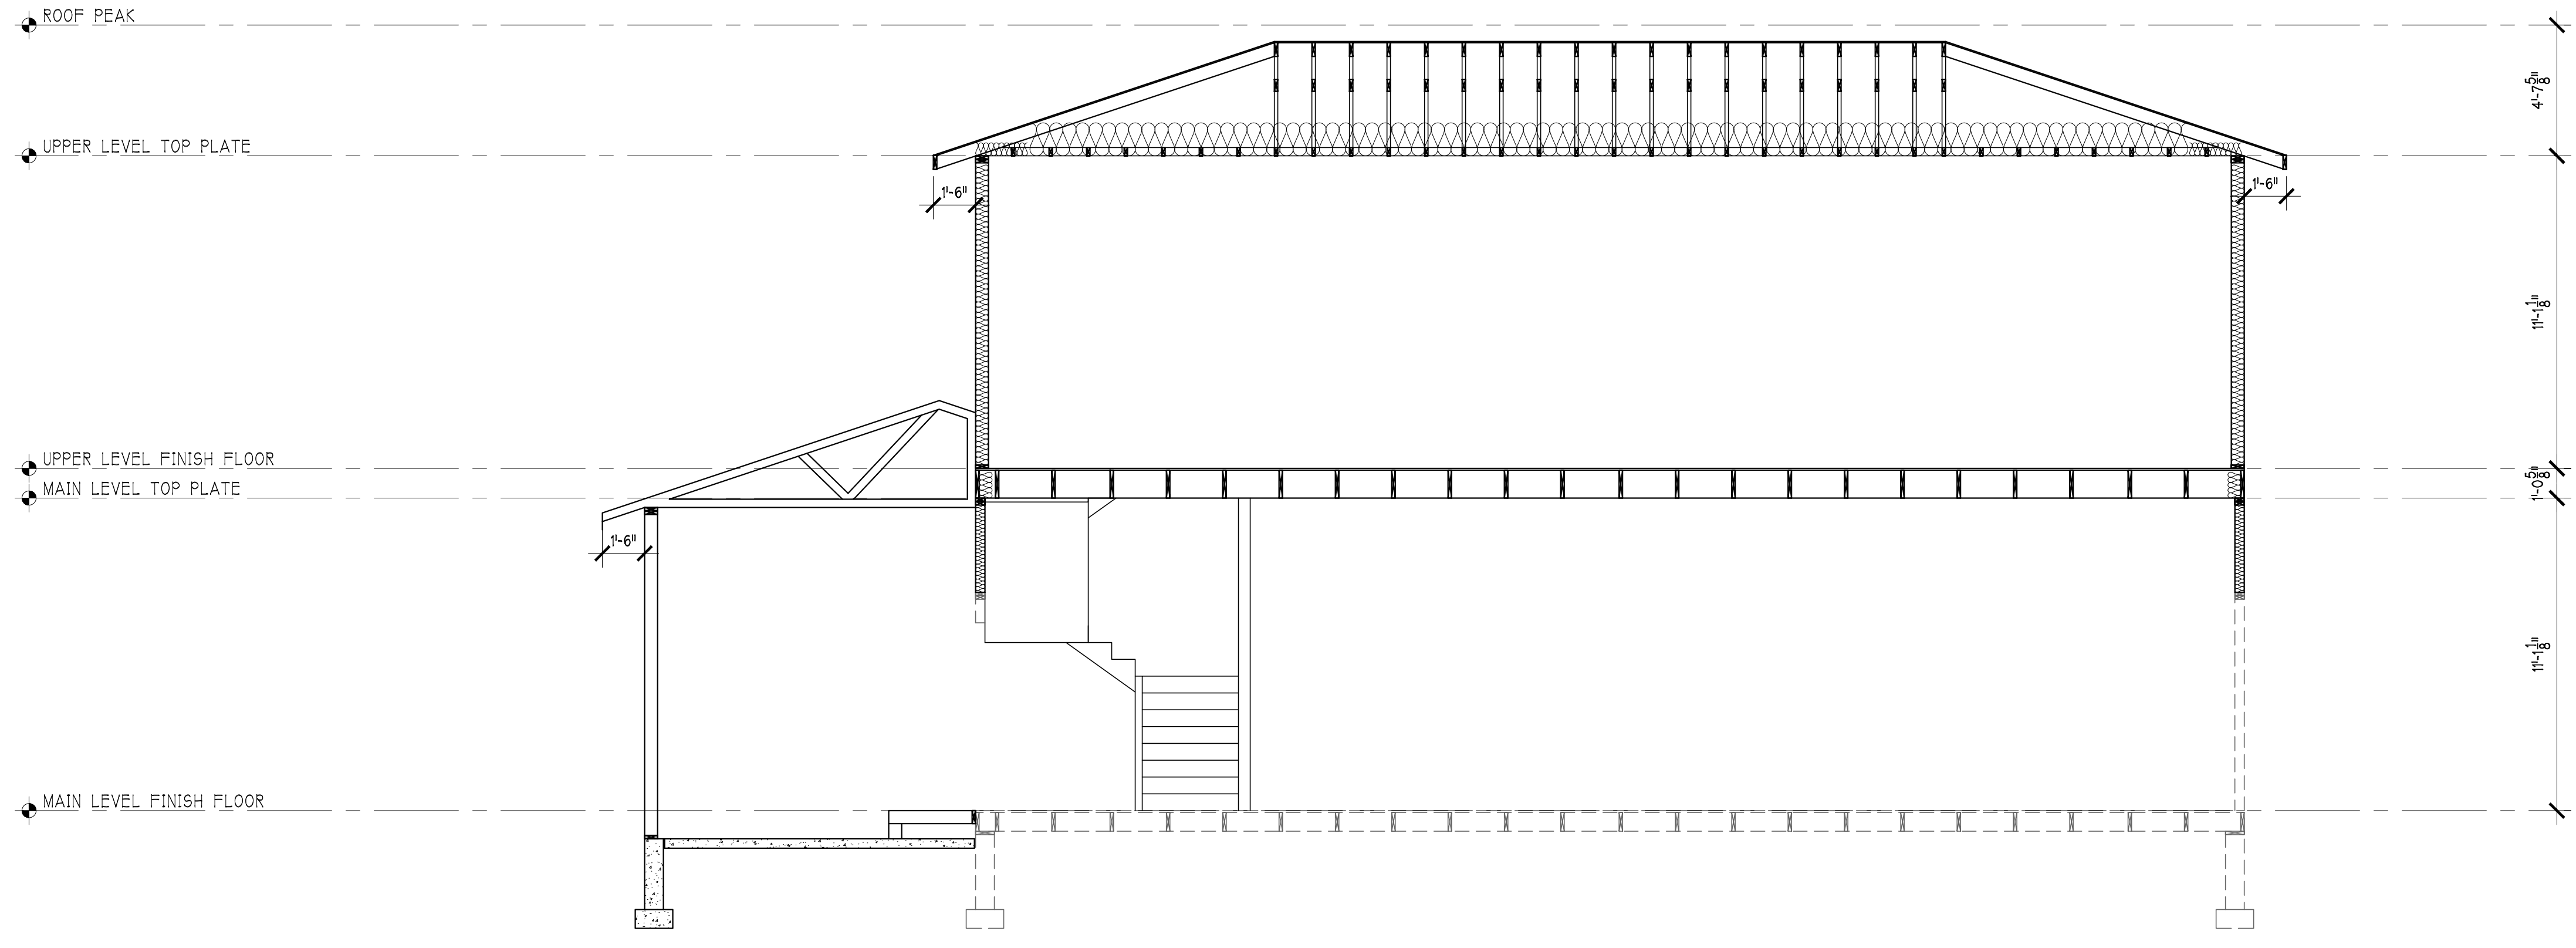 ROOF PEAK
4'-7 5/8"
UPPER LEVEL TOP PLATE
1'-6"
1'-6"
11'-1 1/8"
UPPER LEVEL FINISH FLOOR
1'-0 5/8"
MAIN LEVEL TOP PLATE
1'-6"
11'-1 1/8"
MAIN LEVEL FINISH FLOOR